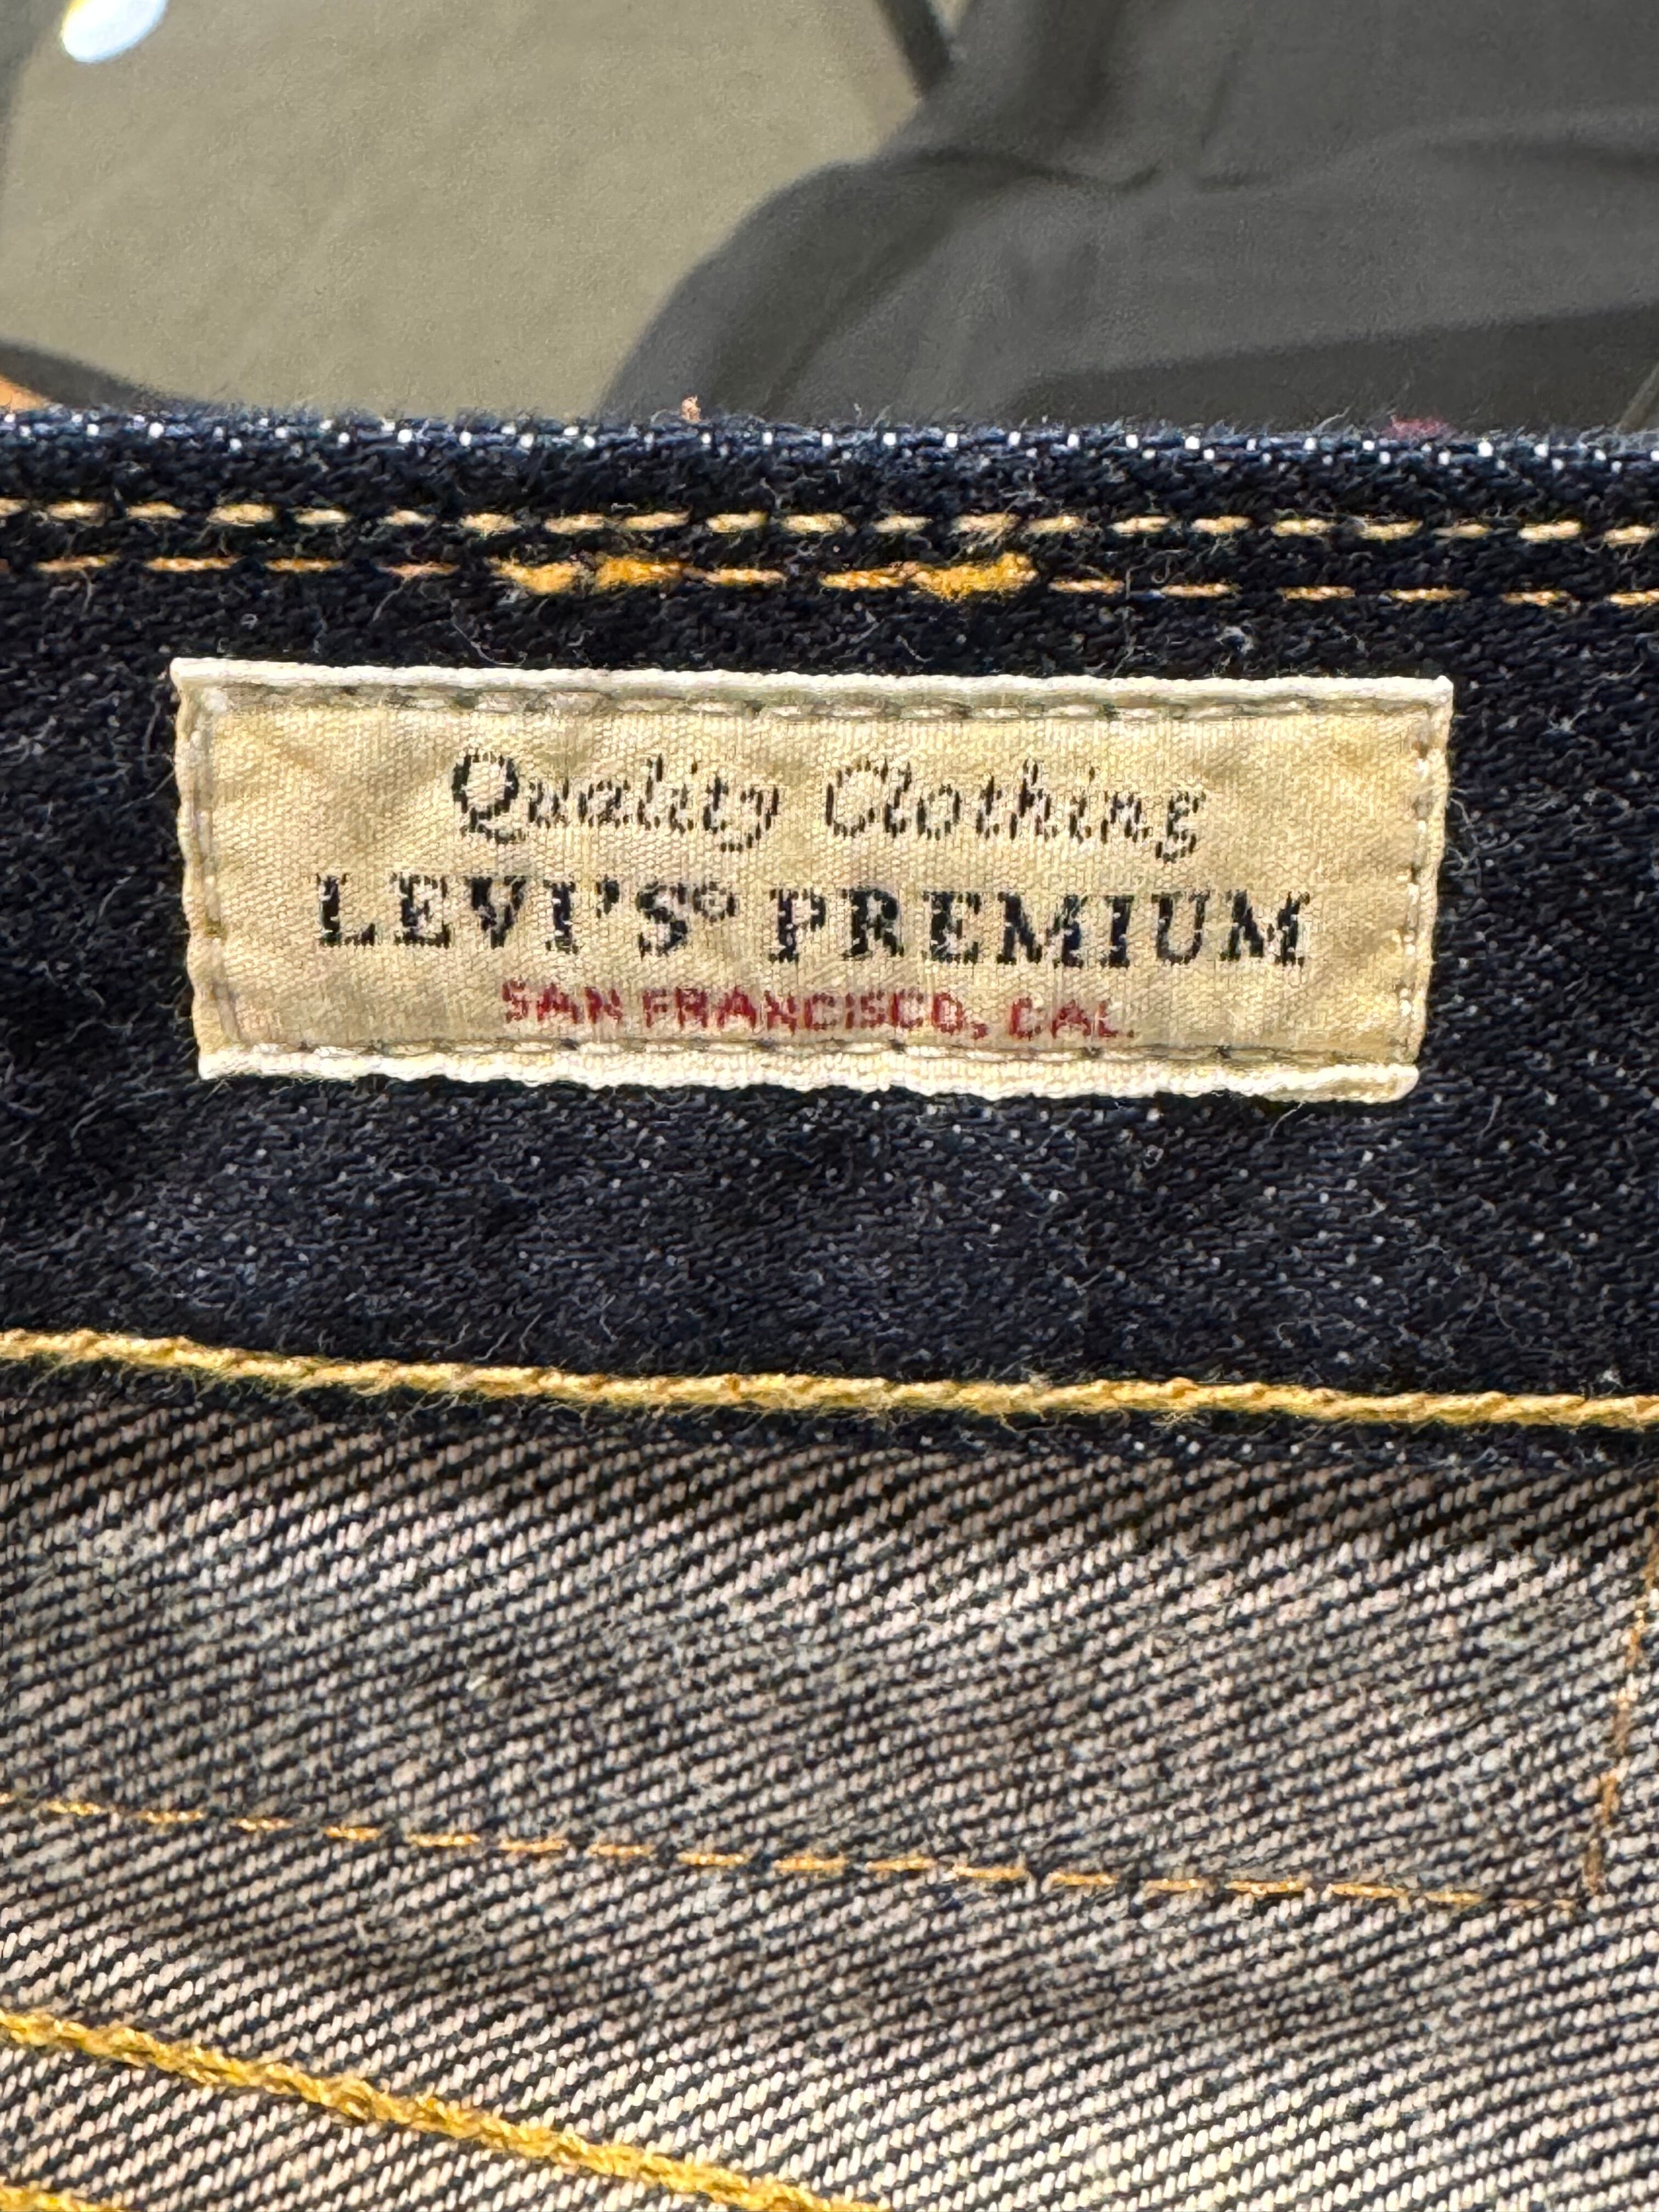 Quality Clothing
LEVI'S® PREMIUM
SAN FRANCISCO, CAL.